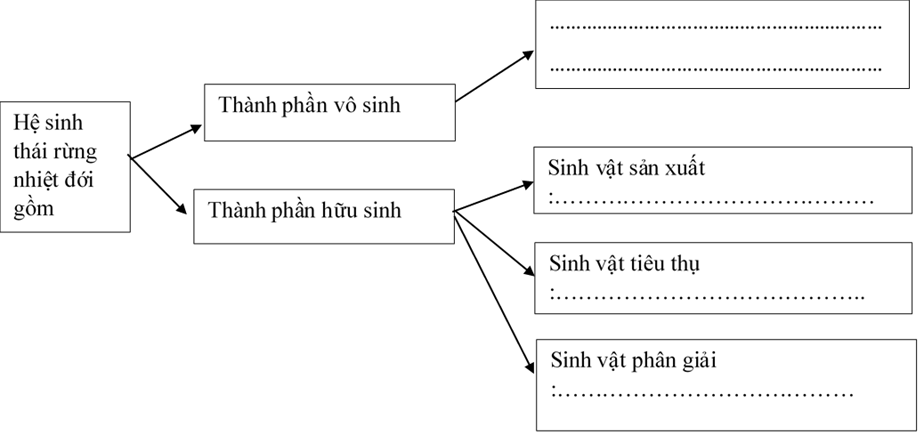 Hệ sinh
thái rừng
nhiệt đới
gồm
Thành phần vô sinh
Thành phần hữu sinh
..................................................................
..................................................................
Sinh vật sản xuất
:……………………………….………
Sinh vật tiêu thụ
:…………………………………….
Sinh vật phân giải
:…………………………….………